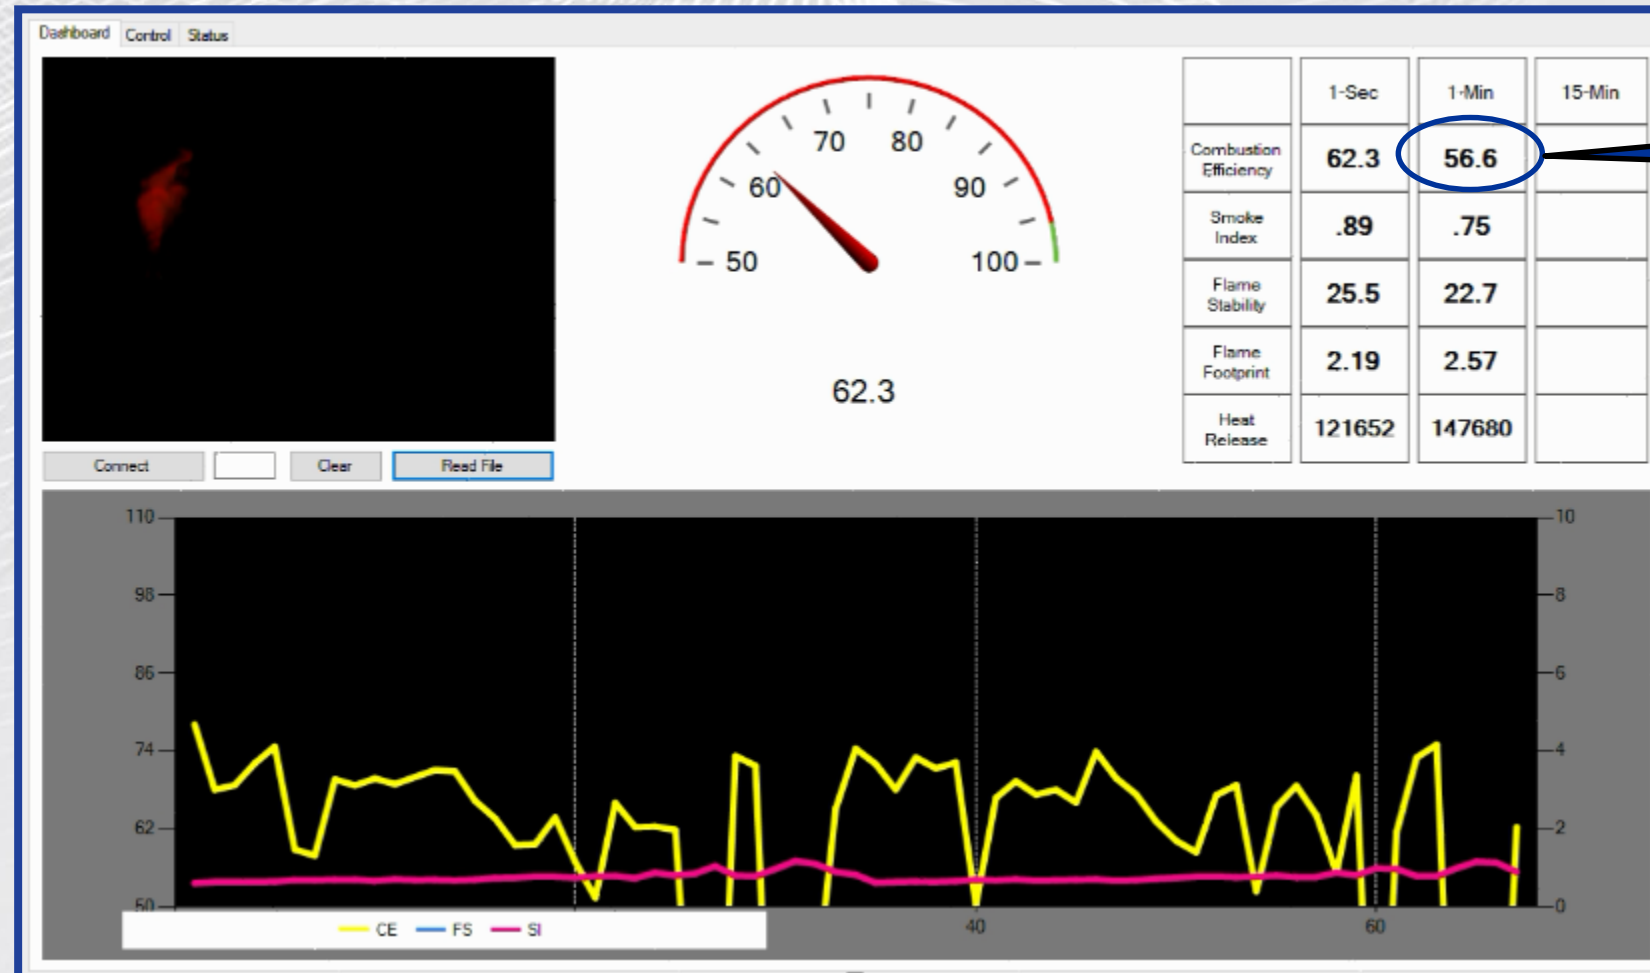 Dashboard Control Status
70 80
60 90
50 100
62.3
1-Sec 1-Min 15-Min
Combustion
Efficiency
62.3 56.6
Smoke
Index
.89 .75
Flame
Stability
25.5 22.7
Flame
Footprint
2.19 2.57
Heat
Release
121652 147680
Connect Clear Read File
110 10
98 8
86 6
74 4
62 2
50 0
40 60
CE FS SI